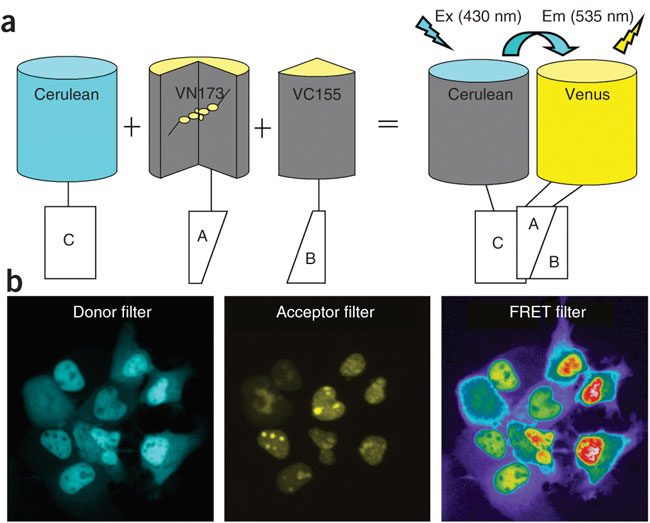 a
Ex (430 nm) Em (535 nm)
Cerulean + VN173 + VC155 = Cerulean Venus
C A B C A B
b
Donor filter Acceptor filter FRET filter